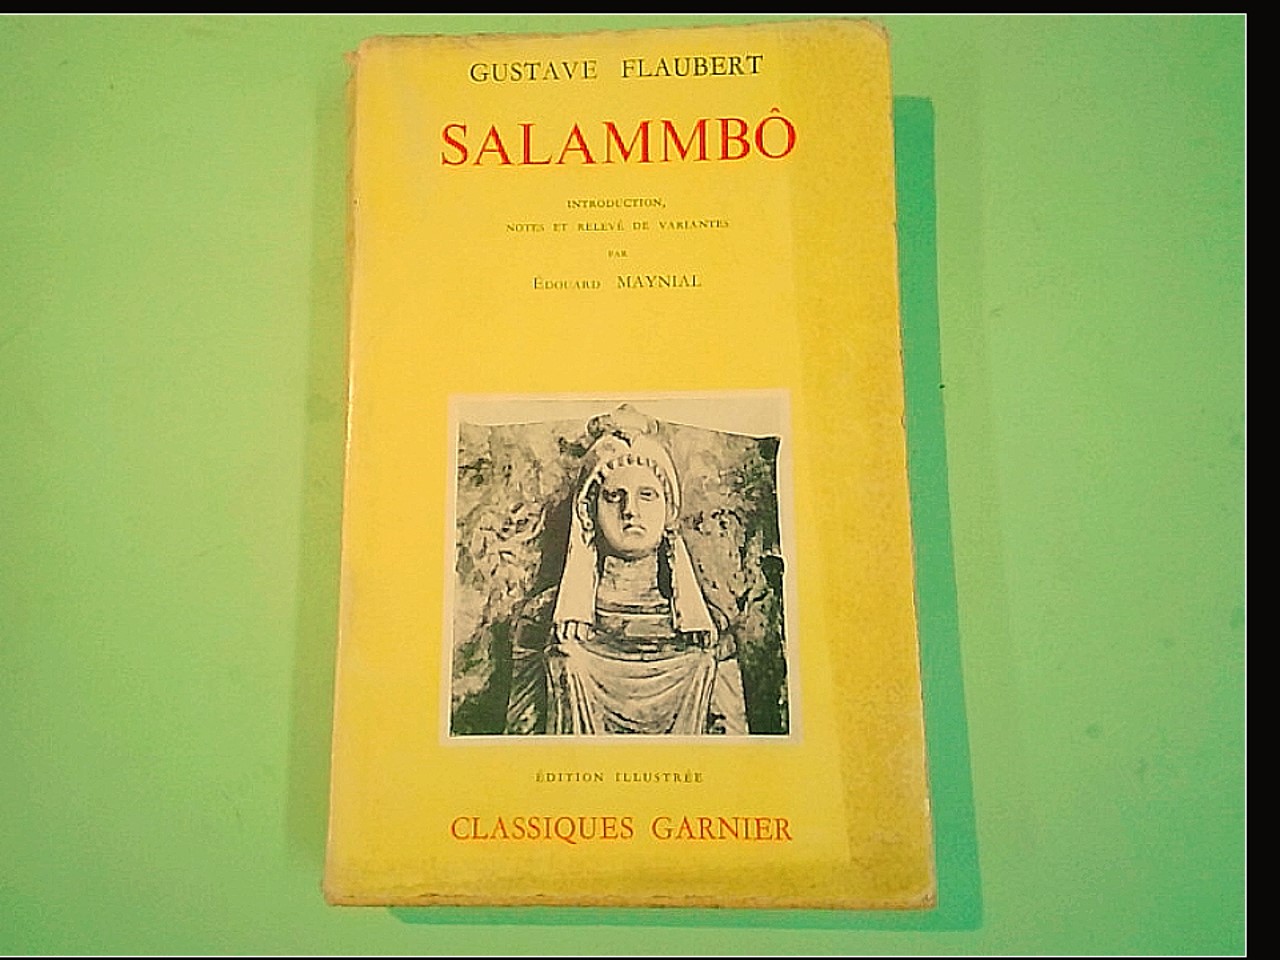 GUSTAVE FLAUBERT
SALAMMBÔ
INTRODUCTION,
NOTES ET RELEVÉ DE VARIANTES
PAR
ÉDOUARD MAYNIAL
ÉDITION ILLUSTRÉE
CLASSIQUES GARNIER